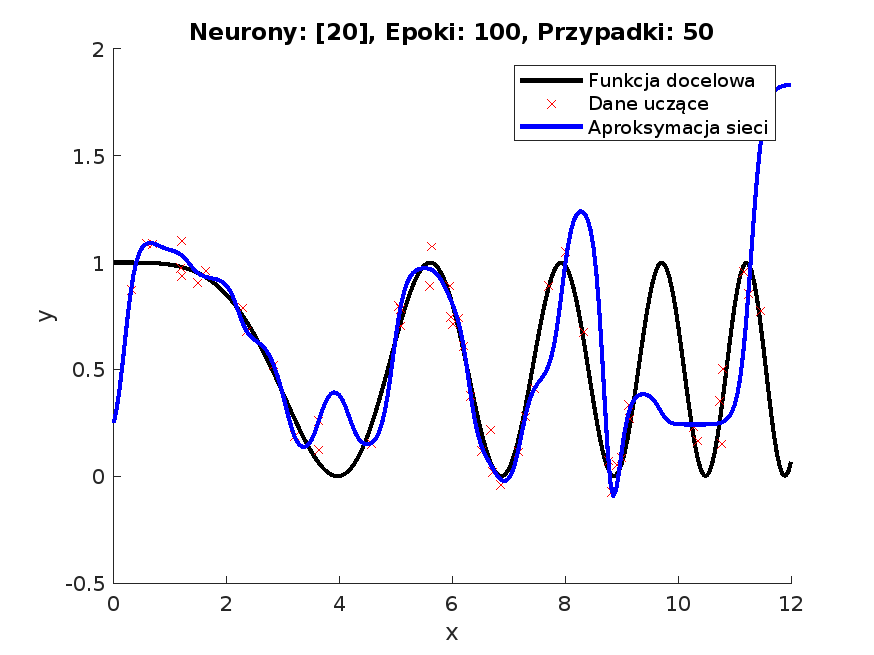 Neurony: [20], Epoki: 100, Przypadki: 50
Funkcja docelowa
Dane uczące
Aproksymacja sieci
2
1.5
1
0.5
0
-0.5
y
0 2 4 6 8 10 12
x